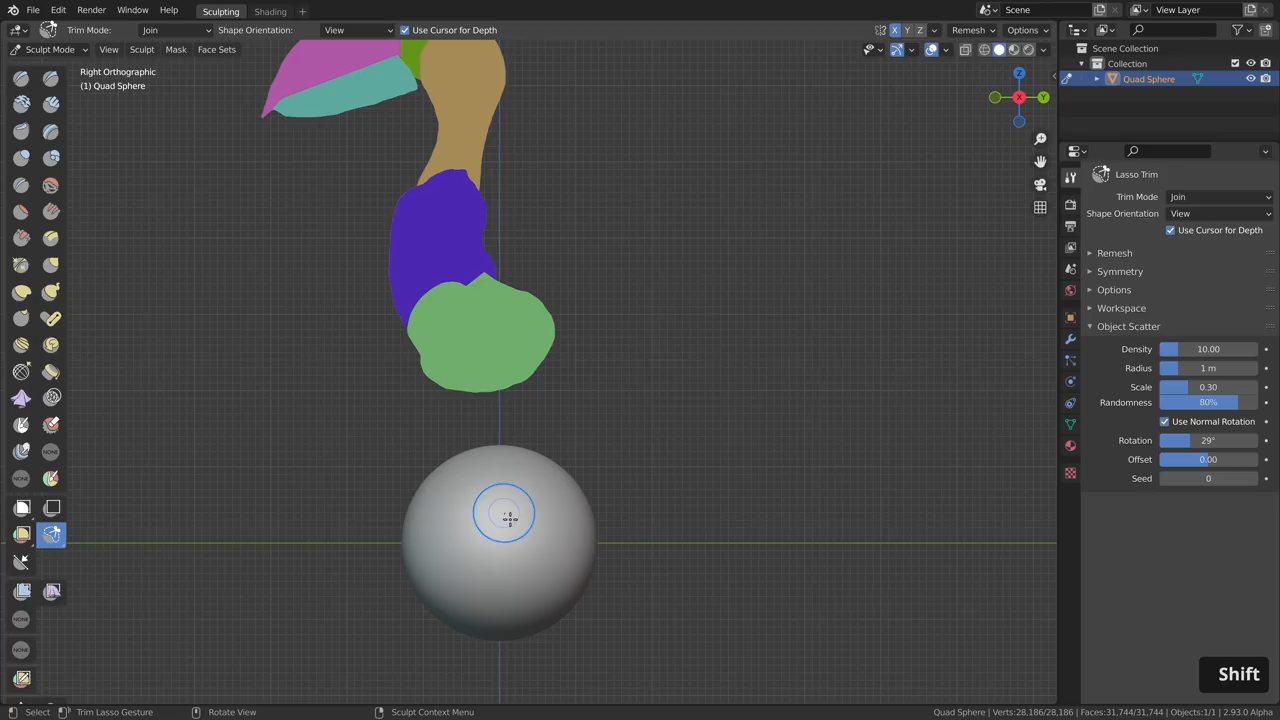 File Edit Render Window Help Sculpting Shading + Scene View Layer
Trim Mode: Join Shape Orientation: View Use Cursor for Depth X Y Z Remesh Options
Sculpt Mode View Sculpt Mask Face Sets
Right Orthographic
(1) Quad Sphere
Z
X
Y
NONE
NONE
NONE
NONE
Scene Collection
Collection
Quad Sphere
Lasso Trim
Trim Mode Join
Shape Orientation View
Use Cursor for Depth
Remesh
Symmetry
Options
Workspace
Object Scatter
Density 10.00
Radius 1 m
Scale 0.30
Randomness 80%
Use Normal Rotation
Rotation 29°
Offset 0.00
Seed 0
Shift
Select Trim Lasso Gesture Rotate View Sculpt Context Menu Quad Sphere | Verts:28,186/28,186 | Faces:31,744/31,744 | Objects:1/1 | 2.93.0 Alpha